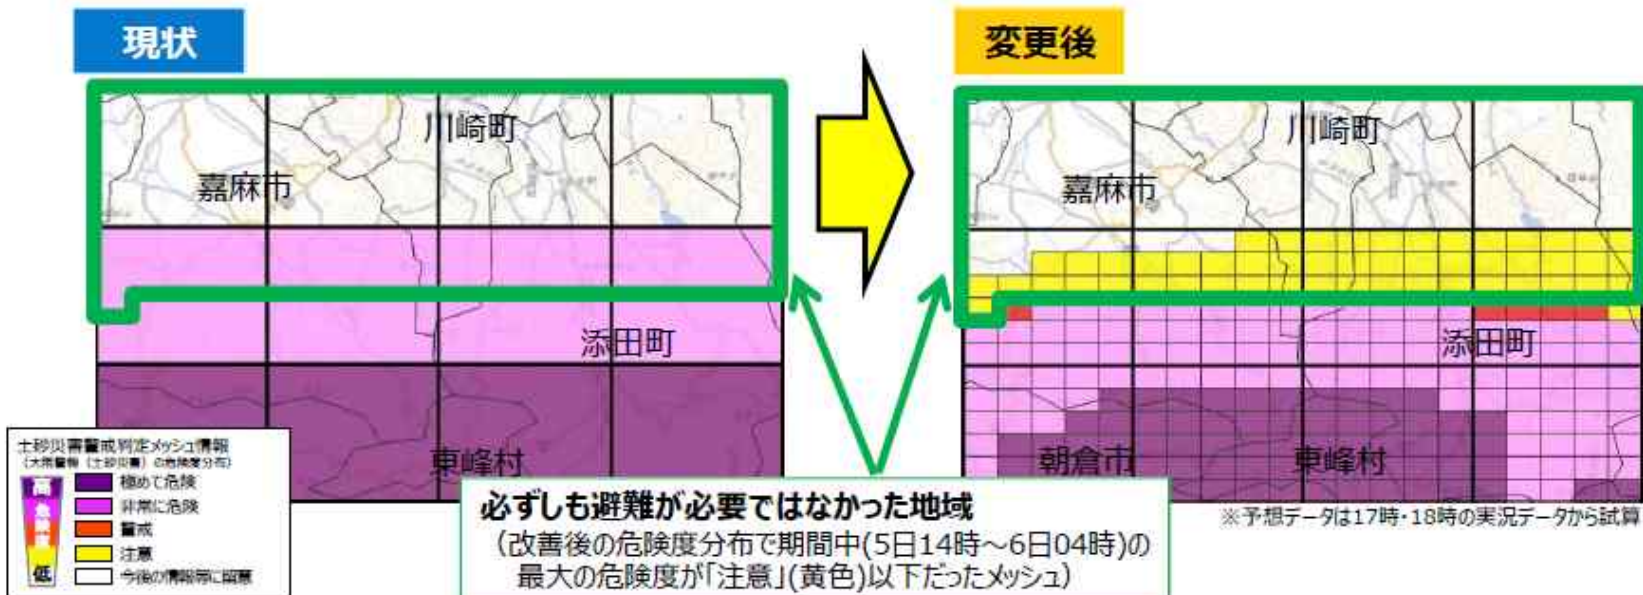 現状
変更後
川崎町
嘉麻市
添田町
東峰村
川崎町
嘉麻市
添田町
朝倉市
東峰村
土砂災害警戒判定メッシュ情報
(大雨警報(土砂災害)の危険度分布)
高
危
険
度
低
極めて危険
非常に危険
警戒
注意
今後の情報等に留意
必ずしも避難が必要ではなかった地域
(改善後の危険度分布で期間中(5日14時～6日04時)の
最大の危険度が「注意」(黄色)以下だったメッシュ)
※予想データは17時・18時の実況データから試算